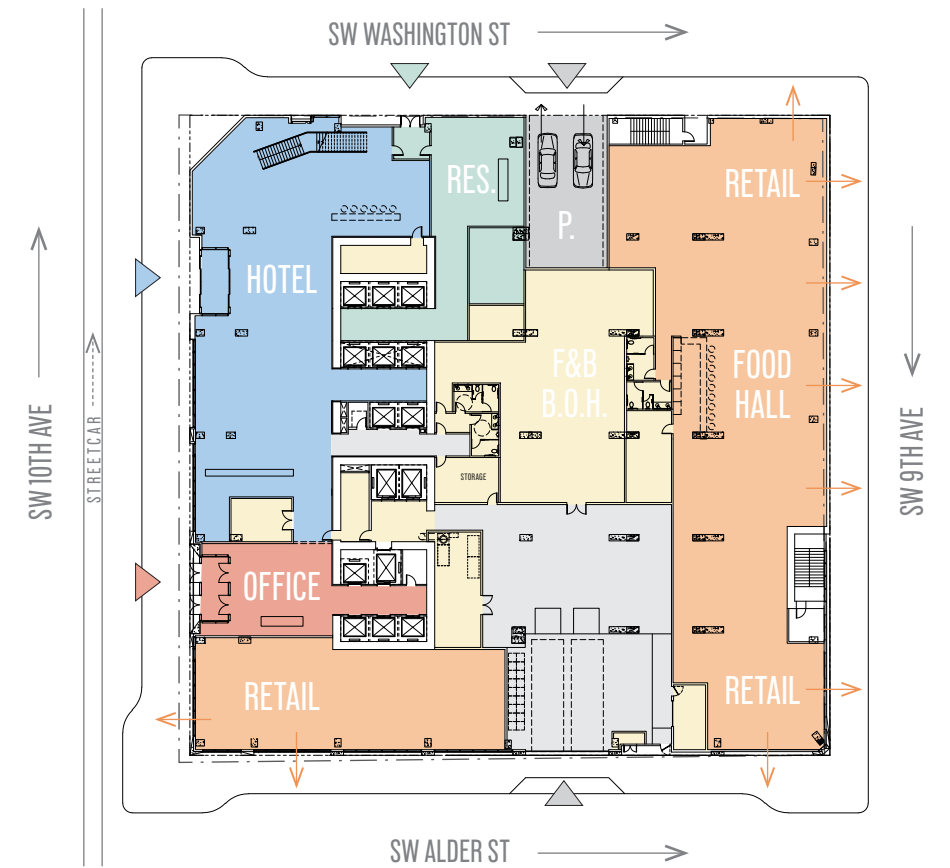 SW WASHINGTON ST
RES.
RETAIL
P.
HOTEL
SW 10TH AVE
STREETCAR
F&B
B.O.H.
FOOD
HALL
SW 9TH AVE
STORAGE
OFFICE
RETAIL
RETAIL
SW ALDER ST